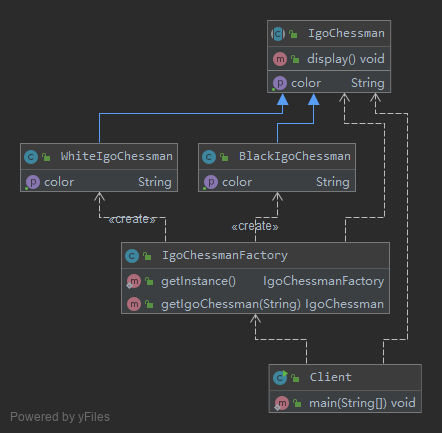 IgoChessman
display() void
color String
WhiteIgoChessman
color String
BlackIgoChessman
color String
«create»
«create»
IgoChessmanFactory
getInstance() IgoChessmanFactory
getIgoChessman(String) IgoChessman
Client
main(String[]) void
Powered by yFiles